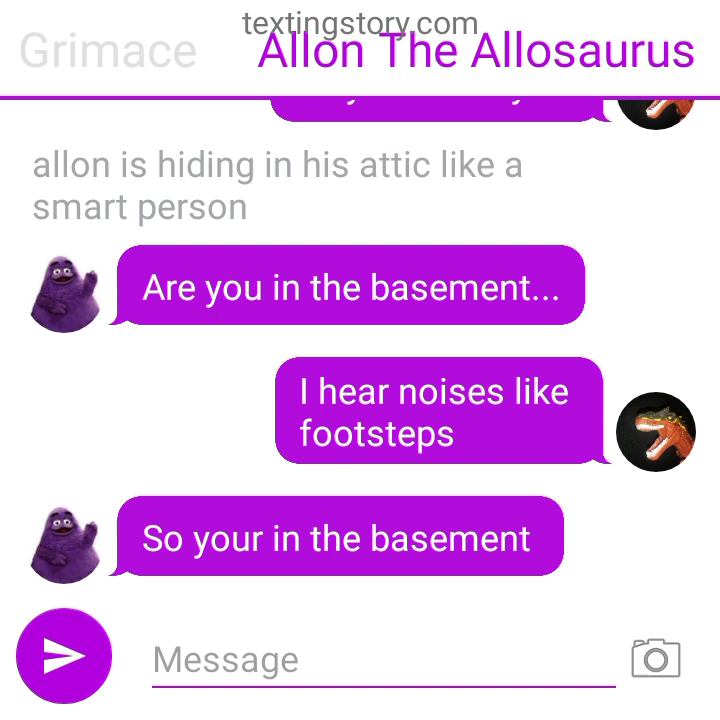 textingstory.com
Grimace
Allon The Allosaurus
allon is hiding in his attic like a
smart person
Are you in the basement...
I hear noises like
footsteps
So your in the basement
Message